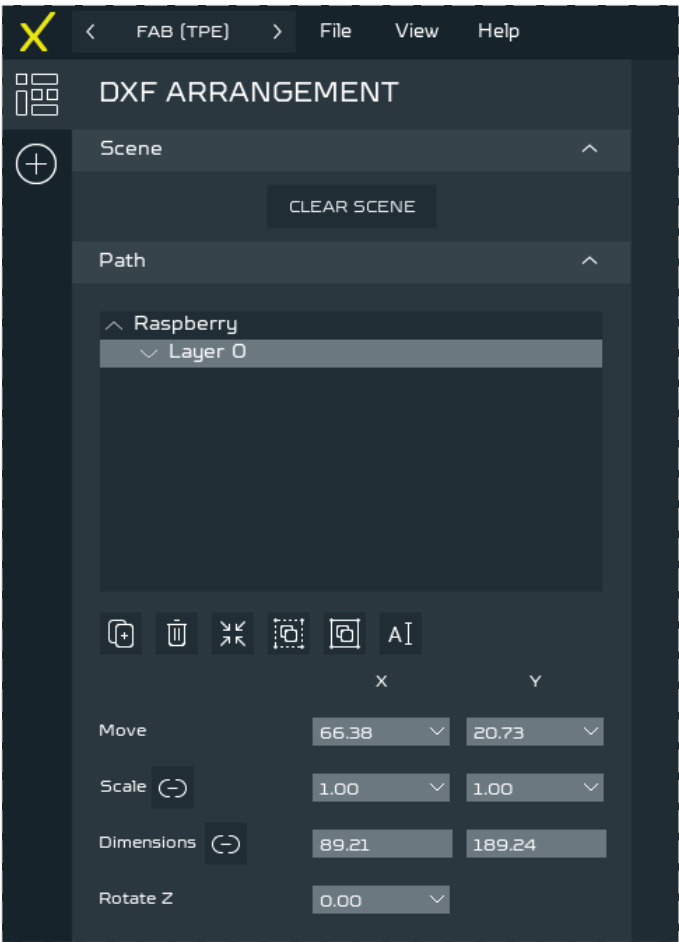 FAB (TPE) File View Help
DXF ARRANGEMENT
Scene
CLEAR SCENE
Path
Raspberry
Layer 0
A
X Y
Move 66.38 20.73
Scale 1.00 1.00
Dimensions 89.21 189.24
Rotate Z 0.00